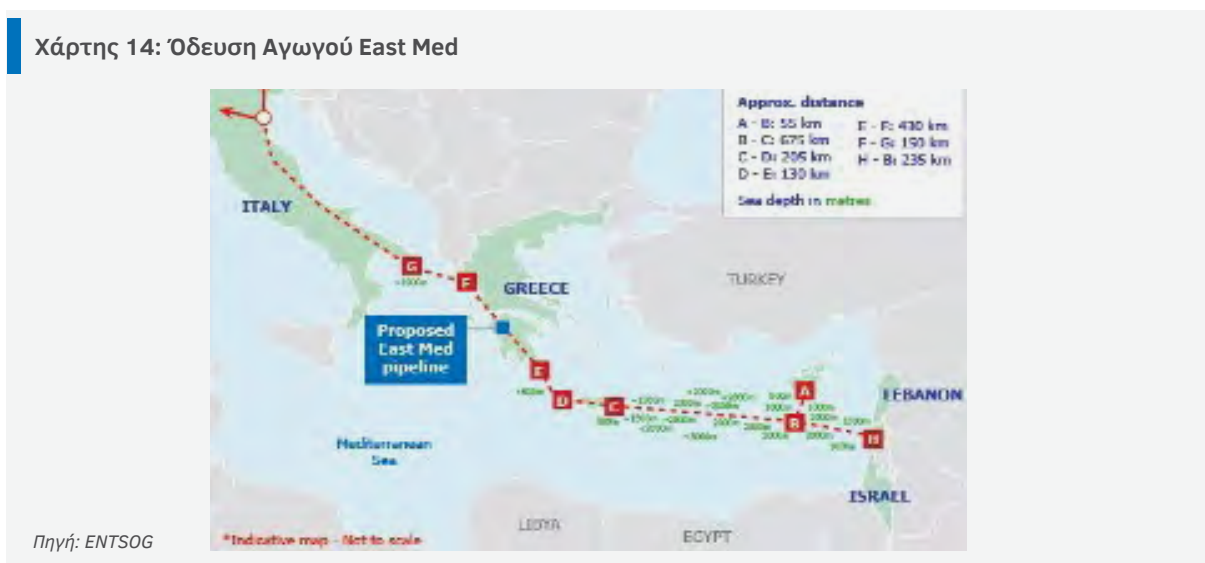 Χάρτης 14: Όδευση Αγωγού East Med
Approx. distance
A - B: 55 km
B - C: 675 km
C - D: 205 km
D - E: 130 km
E - F: 430 km
F - G: 150 km
H - B: 235 km
Sea depth in metres
ITALY
G
F
GREECE
TURKEY
Proposed
East Med
pipeline
E
D
C
A
B
H
LEBANON
Mediterranean
Sea
ISRAEL
LIBYA
EGYPT
*Indicative map - Not to scale
Πηγή: ENTSOG